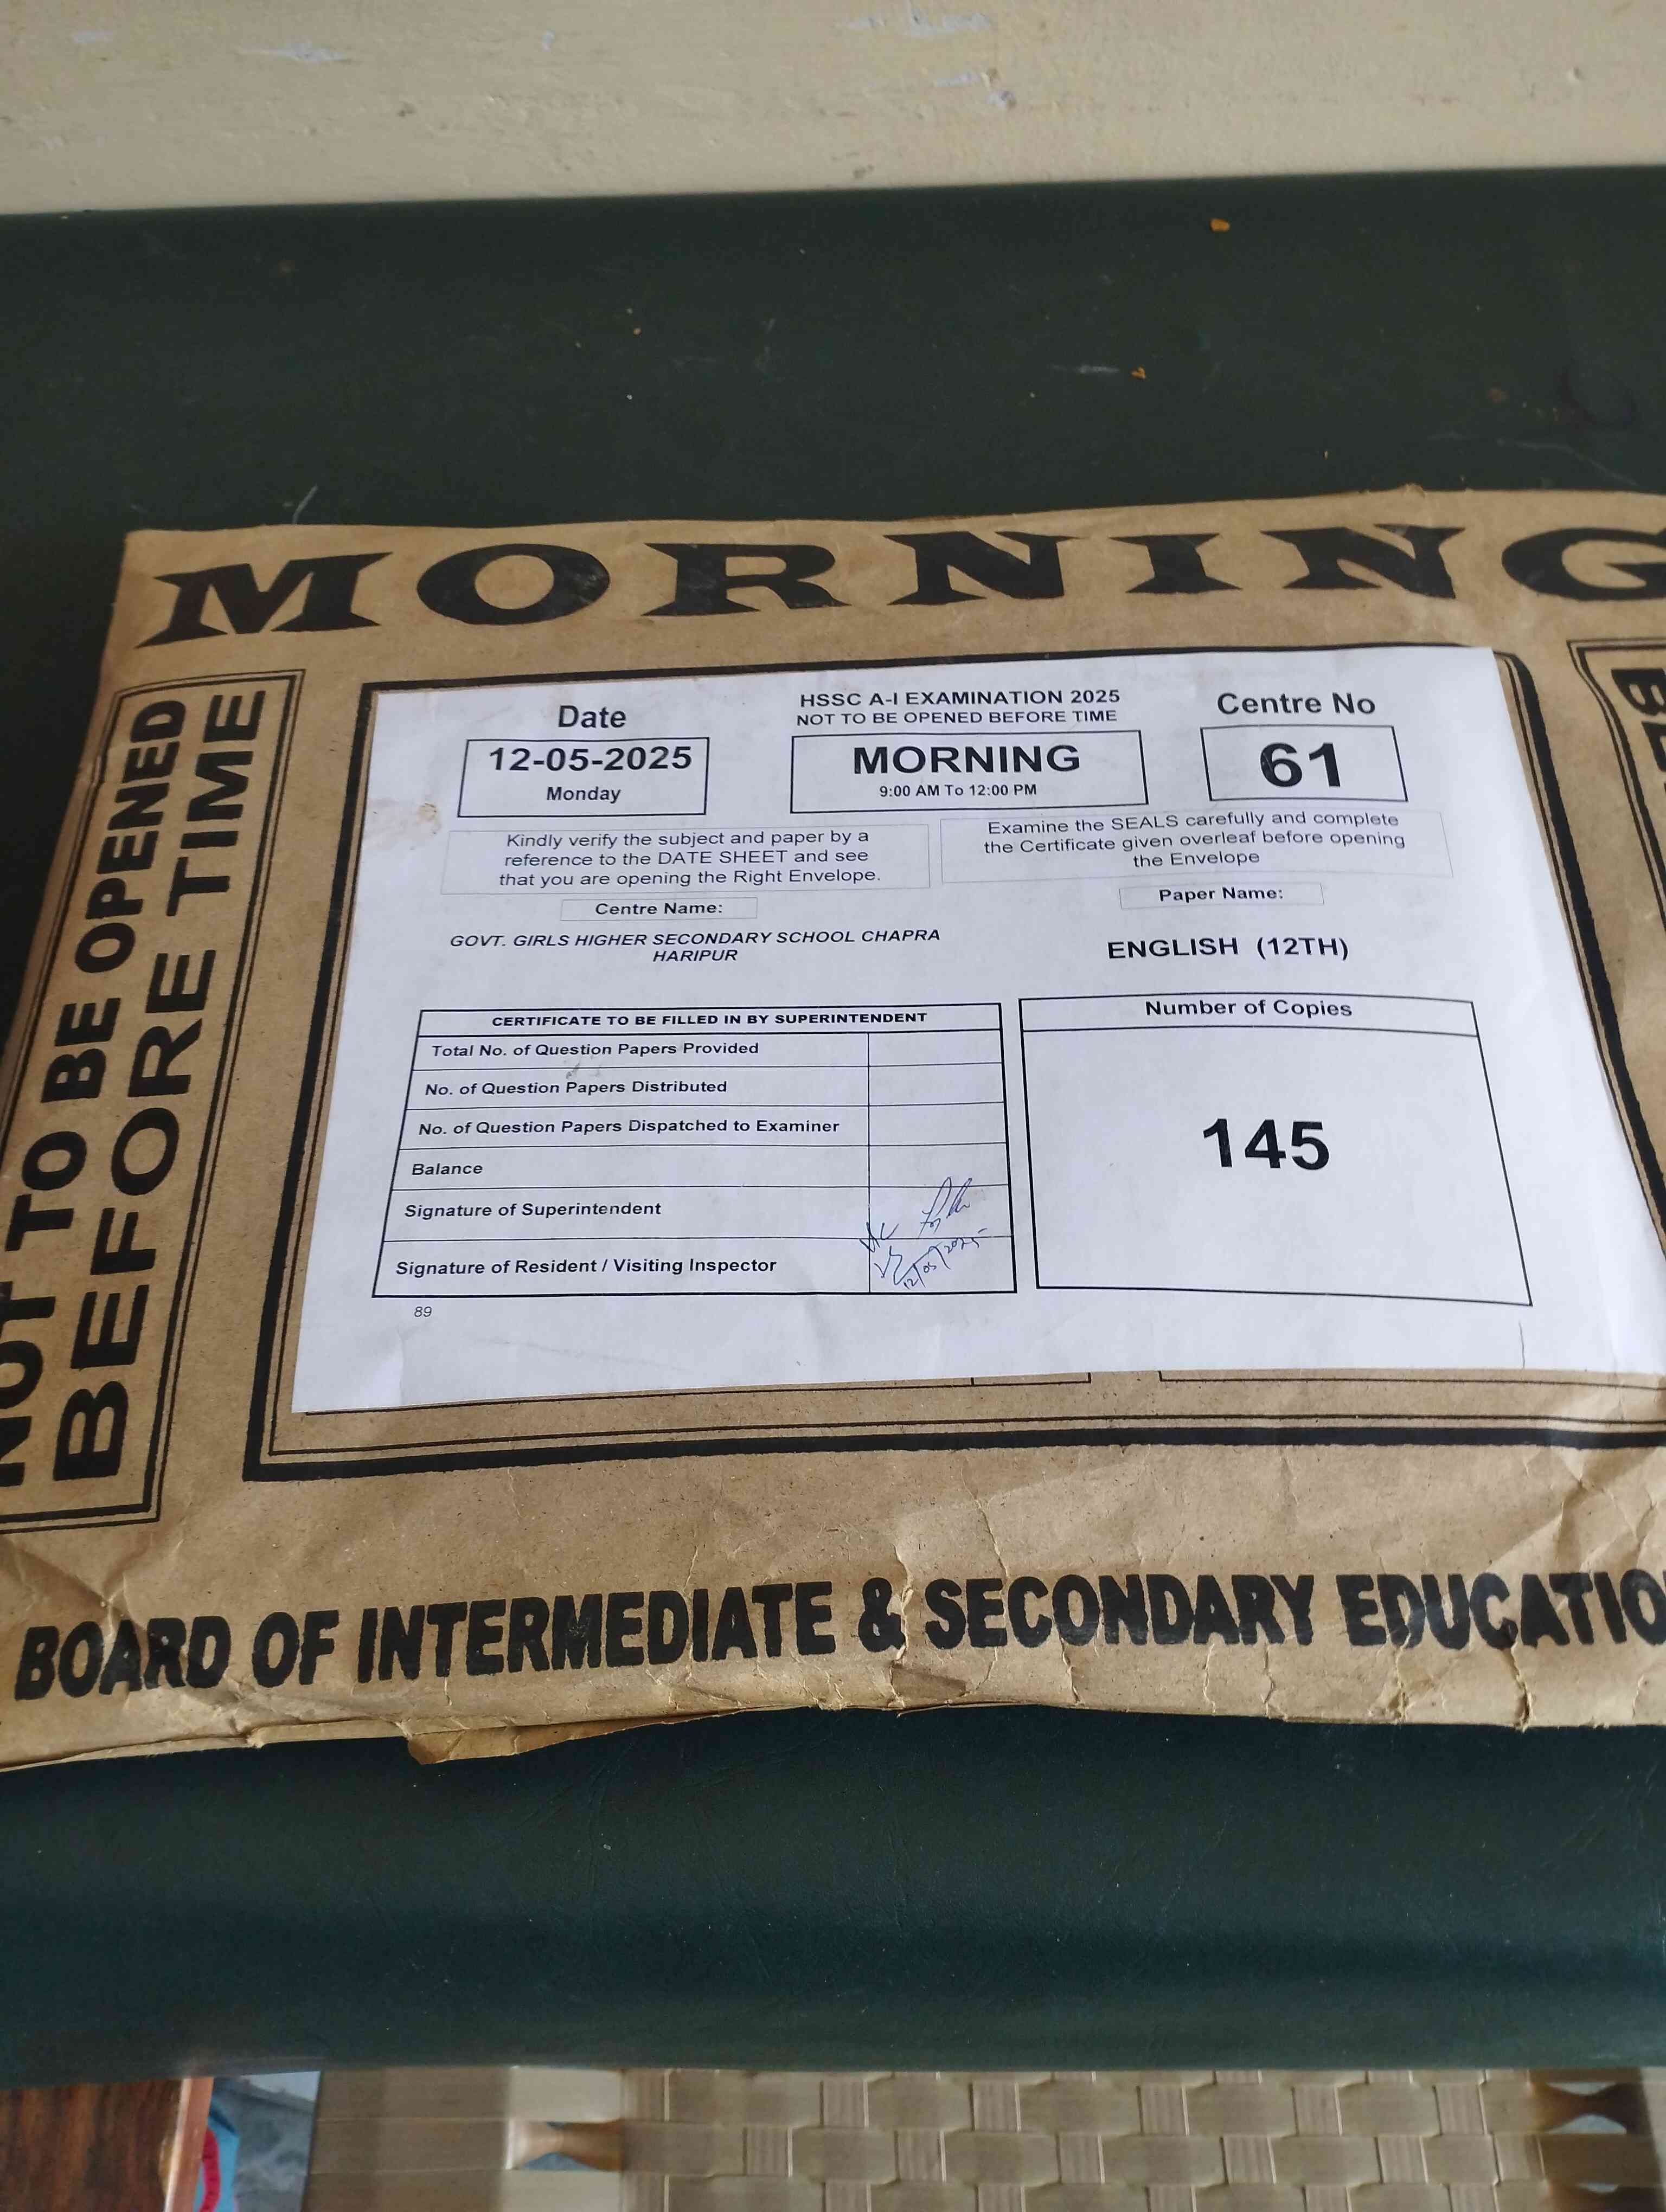 MORNING
NOT TO BE OPENED
BEFORE TIME
Date
12-05-2025
Monday
HSSC A-I EXAMINATION 2025
NOT TO BE OPENED BEFORE TIME
MORNING
9:00 AM To 12:00 PM
Centre No
61
Kindly verify the subject and paper by a
reference to the DATE SHEET and see
that you are opening the Right Envelope.
Examine the SEALS carefully and complete
the Certificate given overleaf before opening
the Envelope
Centre Name:
GOVT. GIRLS HIGHER SECONDARY SCHOOL CHAPRA
HARIPUR
Paper Name:
ENGLISH (12TH)
CERTIFICATE TO BE FILLED IN BY SUPERINTENDENT
Total No. of Question Papers Provided
No. of Question Papers Distributed
No. of Question Papers Dispatched to Examiner
Balance
Signature of Superintendent
Signature of Resident / Visiting Inspector
12/05/2025
Number of Copies
145
89
BOARD OF INTERMEDIATE & SECONDARY EDUCATIO